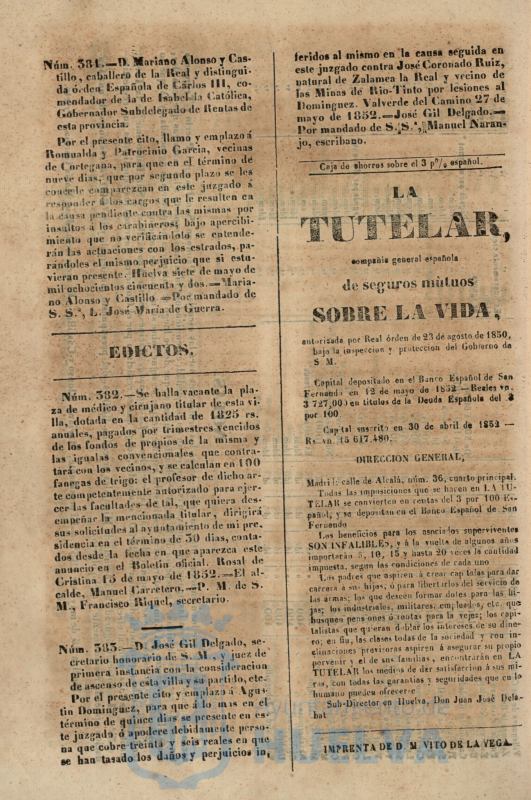 Núm. 381.—D. Mariano Alonso y Cas-
tillo, caballero de la Real y distingui-
da órden Española de Cárlos III, co-
mendador de la de Isabel la Católica,
Gobernador Subdelegado de Rentas de
esta provincia.
Por el presente cito, llamo y emplazo á
Romualda y Patrocinio Garcia, vecinas
de Cortegana, para que en el término de
nueve dias, que por segundo plazo se les
concede comparezcan en este juzgado á
responder á los cargos que le resulten en
la causa pendiente contra las mismas por
insultos á los carabineros; bajo apercibi-
miento que no verificándolo se entende-
rán las actuaciones con los estrados, pa-
rándoles el mismo perjuicio que si estu-
vieran presente. Huelva siete de mayo de
mil ochocientos cincuenta y dos.—Maria-
no Alonso y Castillo.—Por mandado de
S. S.ª, L. José Maria de Guerra.
EDICTOS.
Núm. 382.—Se halla vacante la pla-
za de médico y cirujano titular de esta vi-
lla, dotada en la cantidad de 1825 rs.
anuales, pagados por trimestres vencidos
de los fondos de propios de la misma y
las igualas convencionales que contra-
tará con los vecinos, y se calculan en 100
fanegas de trigo: el profesor de dicho ar-
te competentemente autorizado para ejer-
cer las facultades de tal, que quiera des-
empeñar la mencionada titular, dirigirá
sus solicitudes al ayuntamiento de mi pre-
sidencia en el término de 30 dias, conta-
dos desde la fecha en que aparezca este
anuncio en el Boletin oficial. Rosal de
Cristina 15 de mayo de 1852.—El al-
calde, Manuel Carretero.—P. M. de S.
M., Francisco Riquel, secretario.
Núm. 383.—D. José Gil Delgado, se-
cretario honorario de S. M., y juez de
primera instancia con la consideracion
de ascenso de esta villa y su partido, etc.
Por el presente cito y emplazo á Agus-
tin Dominguez, para que á lo mas en el
término de quince dias se presente en es-
te juzgado ó apodere debidamente perso-
na que cobre treinta y seis reales en que
se han tasado los daños y perjuicios in,
feridos al mismo en la causa seguida en
este juzgado contra José Coronado Ruiz,
natural de Zalamea la Real y vecino de
las Minas de Rio-Tinto por lesiones al
Dominguez. Valverde del Camino 27 de
mayo de 1852.—José Gil Delgado.—
Por mandado de S. S.ª, Manuel Naran-
jo, escribano.
Caja de ahorros sobre el 3 p% español.
LA
TUTELAR,
compañia general española
de seguros mútuos
SOBRE LA VIDA,
autorizada por Real órden de 23 de agosto de 1850,
bajo la inspeccion y proteccion del Gobierno de
S M.
Capital depositado en el Banco Español de San
Fernando en 12 de mayo de 1852—Reales vn.
3 727,000 en titulos de la Deuda Española del 3
por 100
Capital suscrito en 30 de abril de 1852—
Rs vn. 15 617.480.
DIRECCION GENERAL,
Madrid: calle de Alcalá, núm. 36, cuarto principal.
Todas las imposiciones que se hacen en LA TU-
TELAR se convierten en rentas del 3 por 100 Es-
pañol, y se depositan en el Banco Español de San
Fernando
Los beneficios para los asociados supervivientes
SON INFALIBLES, y á la vuelta de algunos años
importarán 5, 10, 15 y hasta 20 veces la cantidad
impuesta, segun las condiciones de cada uno
Los padres que aspiren á crear capitales para dar
carrera á sus hijos, ó para libertarlos del servicio de
las armas; los que deseen formar dotes para las hi-
jas; los industriales, militares, empleados, etc. que
busquen pensiones ó rentas para la vejez; los capi-
talistas que quieran doblar los intereses de su dine-
ro; en fin, las clases todas de la sociedad y con in-
clinaciones previsoras aspiren á asegurar su propio
porvenir y el de sus familias, encontrarán en LA
TUTELAR los medios de dar satisfaccion á sus mi-
ras, con todas las garantias y seguridades que en lo
humano pueden ofrecerse
Sub-Director en Huelva, Don Juan José Dela-
bat
IMPRENTA DE D. M. VITO DE LA VEGA.
HUELVA